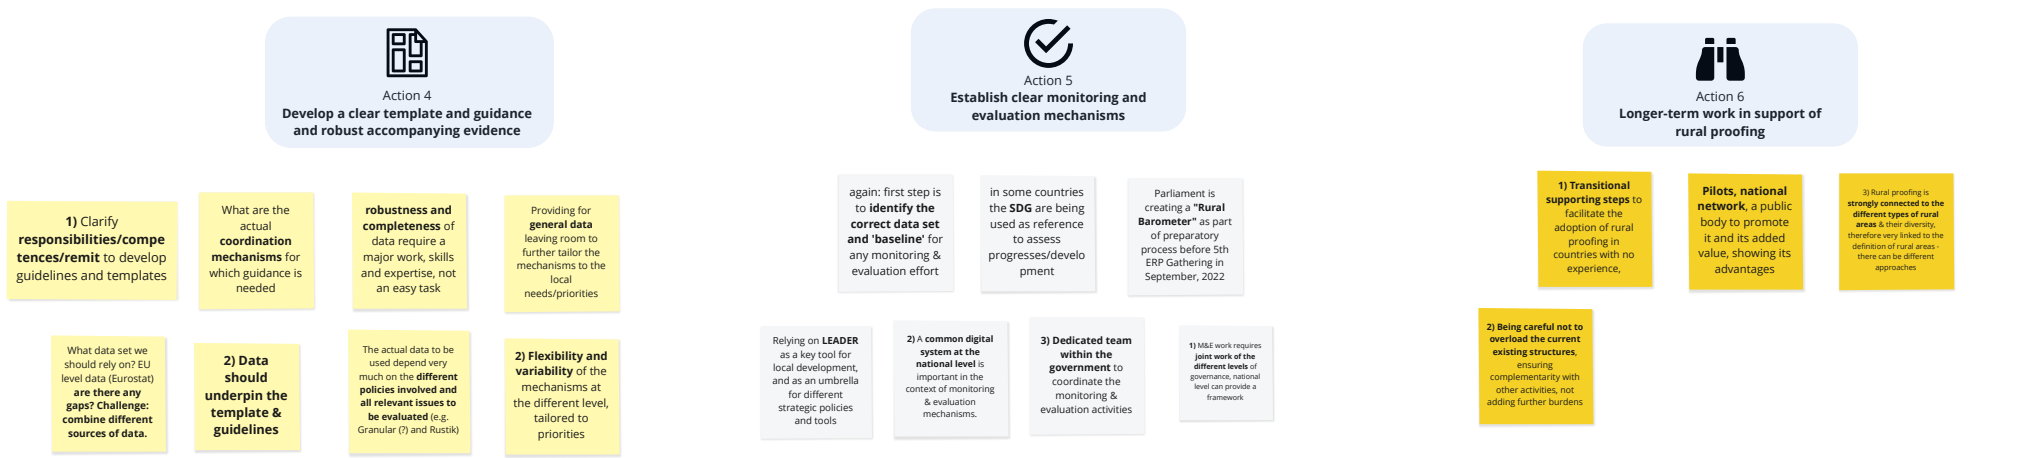 Action 4
Develop a clear template and guidance
and robust accompanying evidence
1) Clarify
responsibilities/compe
tences/remit to develop
guidelines and templates
What are the
actual
coordination
mechanisms for
which guidance is
needed
robustness and
completeness of
data require a
major work, skills
and expertise, not
an easy task
Providing for
general data
leaving room to
further tailor the
mechanisms to the
local
needs/priorities
What data set we
should rely on? EU
level data (Eurostat)
are there any
gaps? Challenge:
combine different
sources of data.
2) Data
should
underpin the
template &
guidelines
The actual data to be
used depend very
much on the different
policies involved and
all relevant issues to
be evaluated (e.g.
Granular (?) and Rustik)
2) Flexibility and
variability of the
mechanisms at
the different level,
tailored to
priorities
Action 5
Establish clear monitoring and
evaluation mechanisms
again: first step is
to identify the
correct data set
and 'baseline' for
any monitoring &
evaluation effort
in some countries
the SDG are being
used as reference
to assess
progresses/develo
pment
Parliament is
creating a "Rural
Barometer" as part
of preparatory
process before 5th
ERP Gathering in
September, 2022
Relying on LEADER
as a key tool for
local development,
and as an umbrella
for different
strategic policies
and tools
2) A common digital
system at the
national level is
important in the
context of monitoring
& evaluation
mechanisms.
3) Dedicated team
within the
government to
coordinate the
monitoring &
evaluation activities
1) M&E work requires
joint work of the
different levels of
governance, national
level can provide a
framework
Action 6
Longer-term work in support of
rural proofing
1) Transitional
supporting steps to
facilitate the
adoption of rural
proofing in
countries with no
experience,
Pilots, national
network, a public
body to promote
it and its added
value, showing its
advantages
3) Rural proofing is
strongly connected to the
different types of rural
areas & their diversity,
therefore very linked to the
definition of rural areas -
there can be different
approaches
2) Being careful not to
overload the current
existing structures,
ensuring
complementarity with
other activities, not
adding further burdens